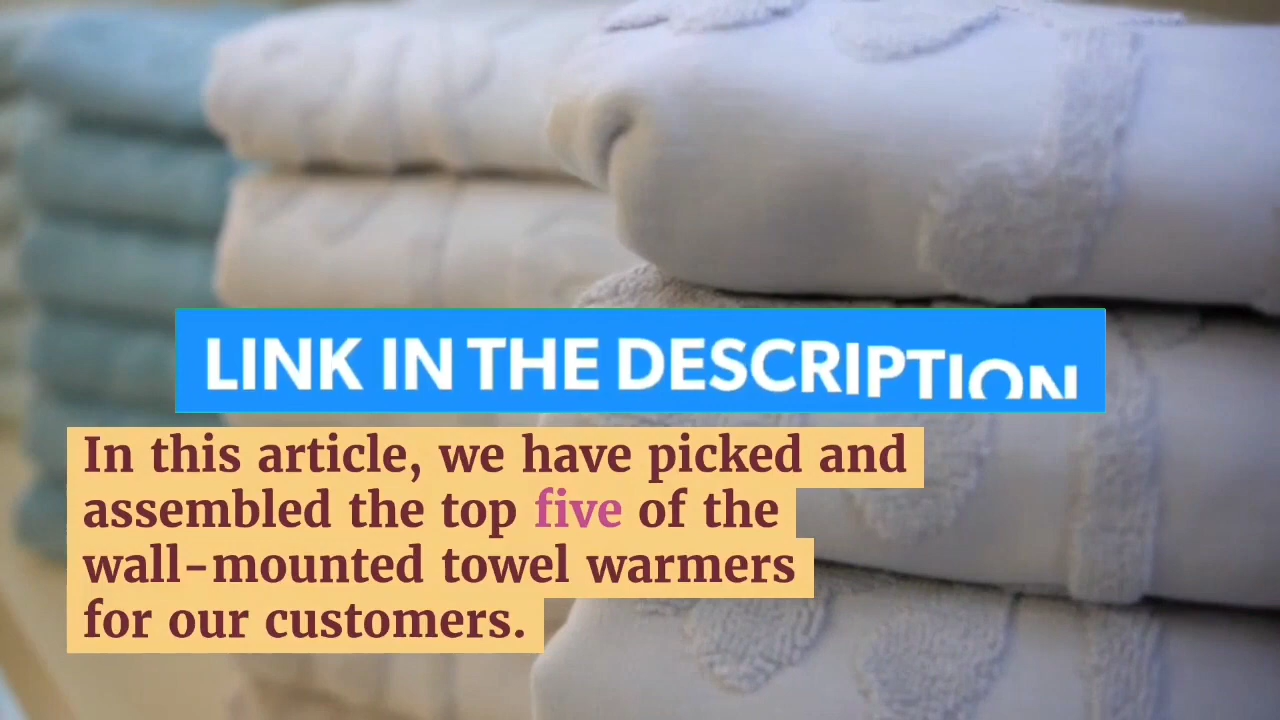 LINK IN THE DESCRIPTION
In this article, we have picked and
assembled the top five of the
wall-mounted towel warmers
for our customers.